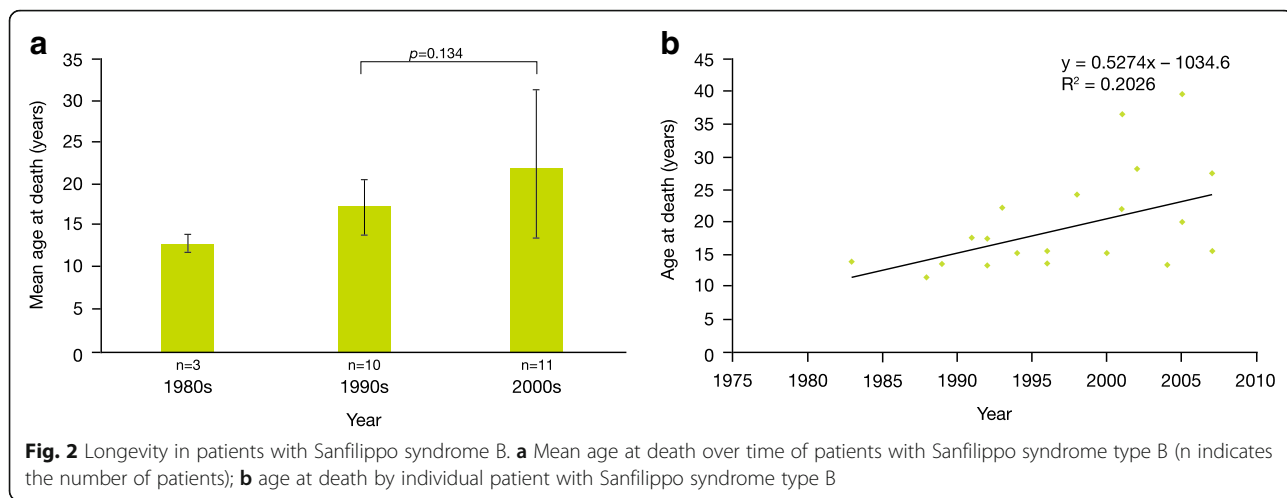 a
35
30
25
20
15
10
5
0
Mean age at death (years)
p=0.134
n=3 n=10 n=11
1980s 1990s 2000s
Year
b
45
40
35
30
25
20
15
10
5
0
Age at death (years)
y = 0.5274x – 1034.6
R² = 0.2026
1975 1980 1985 1990 1995 2000 2005 2010
Year
Fig. 2 Longevity in patients with Sanfilippo syndrome B. a Mean age at death over time of patients with Sanfilippo syndrome type B (n indicates
the number of patients); b age at death by individual patient with Sanfilippo syndrome type B